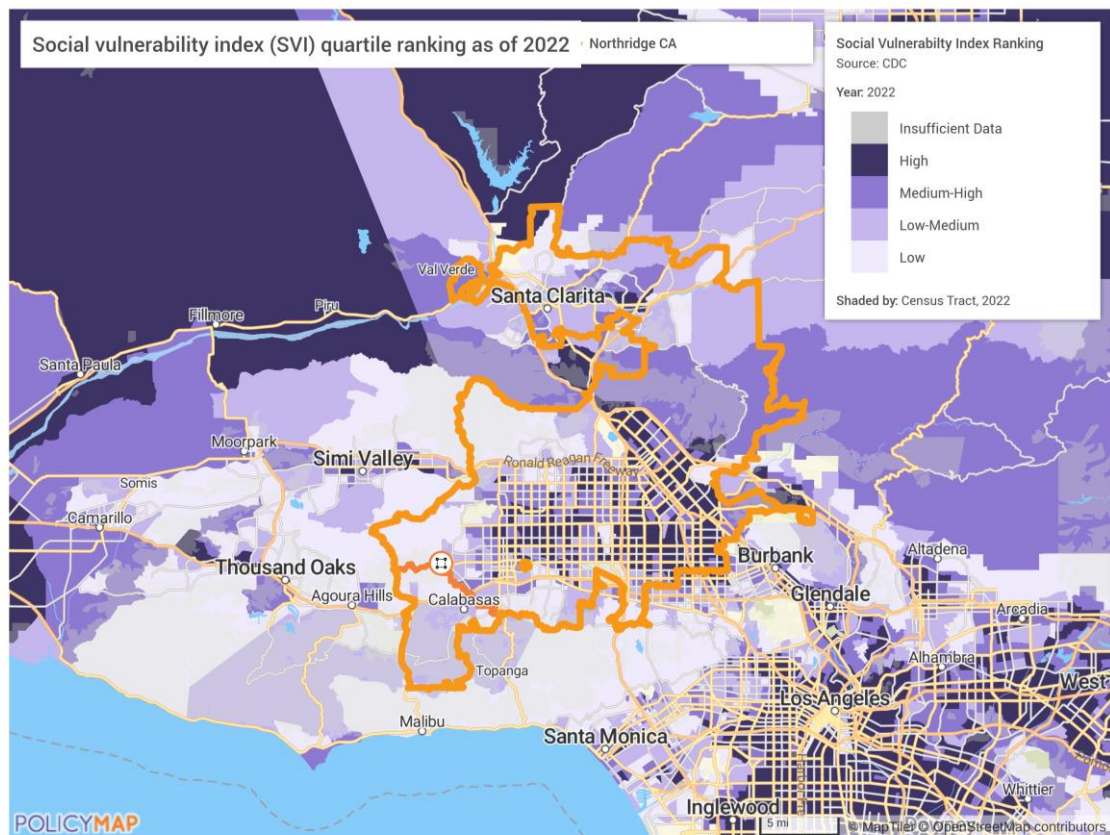 Social vulnerability index (SVI) quartile ranking as of 2022
Northridge CA
Social Vulnerabilty Index Ranking
Source: CDC
Year: 2022
Insufficient Data
High
Medium-High
Low-Medium
Low
Shaded by: Census Tract, 2022
Val Verde
Santa Clarita
Piru
Fillmore
Santa Paula
Moorpark
Simi Valley
Ronald Reagan Freeway
Somis
Camarillo
Thousand Oaks
Burbank
Altadena
Agoura Hills
Calabasas
Glendale
Arcadia
Alhambra
Topanga
West
Los Angeles
Malibu
Santa Monica
Whittier
Inglewood
5 mi
POLICYMAP
© MapTiler © OpenStreetMap contributors